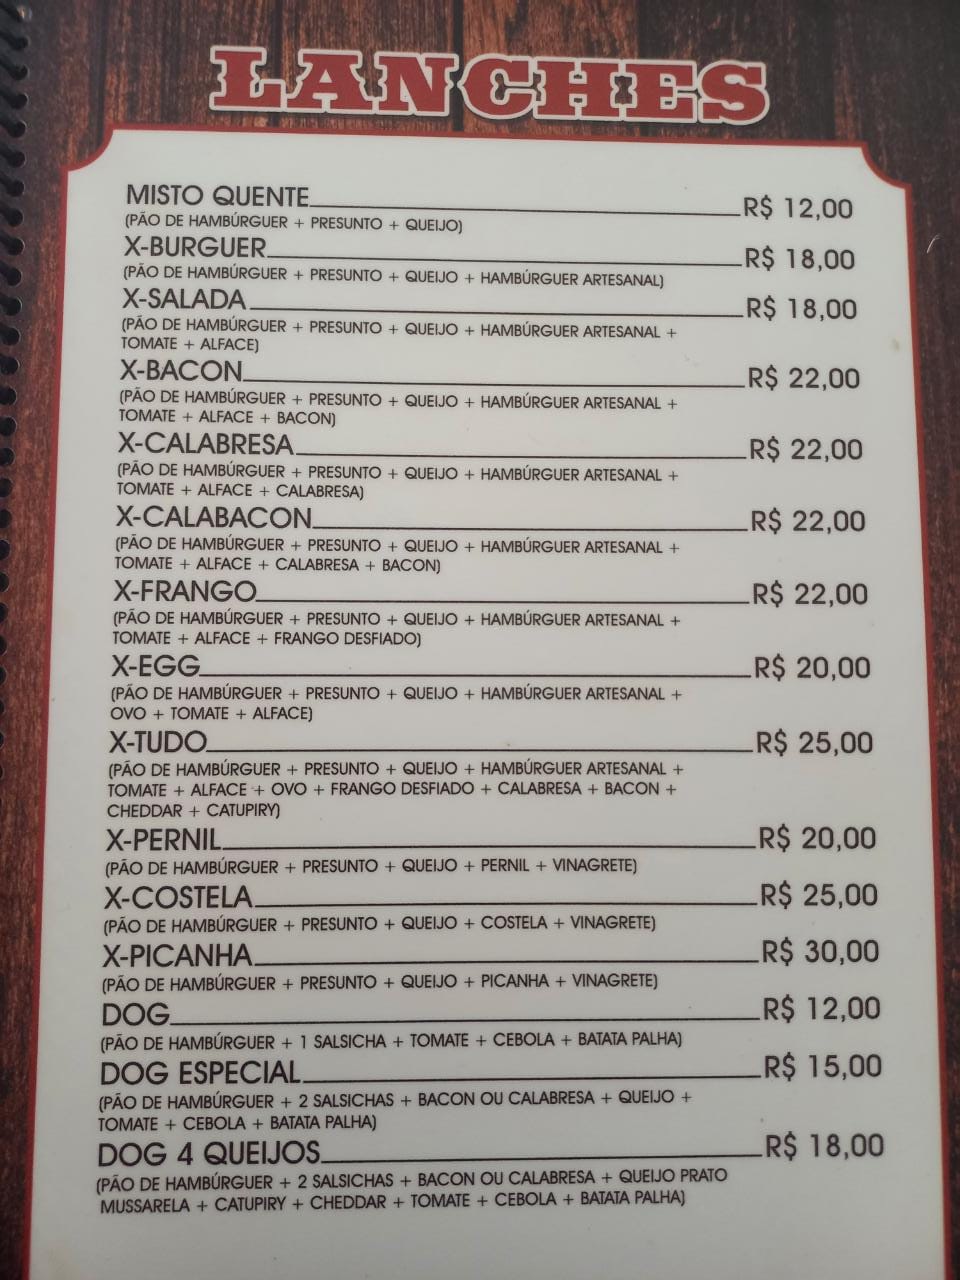 LANCHES
MISTO QUENTE R$ 12,00
(PÃO DE HAMBÚRGUER + PRESUNTO + QUEIJO)
X-BURGUER R$ 18,00
(PÃO DE HAMBÚRGUER + PRESUNTO + QUEIJO + HAMBÚRGUER ARTESANAL)
X-SALADA R$ 18,00
(PÃO DE HAMBÚRGUER + PRESUNTO + QUEIJO + HAMBÚRGUER ARTESANAL +
TOMATE + ALFACE)
X-BACON R$ 22,00
(PÃO DE HAMBÚRGUER + PRESUNTO + QUEIJO + HAMBÚRGUER ARTESANAL +
TOMATE + ALFACE + BACON)
X-CALABRESA R$ 22,00
(PÃO DE HAMBÚRGUER + PRESUNTO + QUEIJO + HAMBÚRGUER ARTESANAL +
TOMATE + ALFACE + CALABRESA)
X-CALABACON R$ 22,00
(PÃO DE HAMBÚRGUER + PRESUNTO + QUEIJO + HAMBÚRGUER ARTESANAL +
TOMATE + ALFACE + CALABRESA + BACON)
X-FRANGO R$ 22,00
(PÃO DE HAMBÚRGUER + PRESUNTO + QUEIJO + HAMBÚRGUER ARTESANAL +
TOMATE + ALFACE + FRANGO DESFIADO)
X-EGG R$ 20,00
(PÃO DE HAMBÚRGUER + PRESUNTO + QUEIJO + HAMBÚRGUER ARTESANAL +
OVO + TOMATE + ALFACE)
X-TUDO R$ 25,00
(PÃO DE HAMBÚRGUER + PRESUNTO + QUEIJO + HAMBÚRGUER ARTESANAL +
TOMATE + ALFACE + OVO + FRANGO DESFIADO + CALABRESA + BACON +
CHEDDAR + CATUPIRY)
X-PERNIL R$ 20,00
(PÃO DE HAMBÚRGUER + PRESUNTO + QUEIJO + PERNIL + VINAGRETE)
X-COSTELA R$ 25,00
(PÃO DE HAMBÚRGUER + PRESUNTO + QUEIJO + COSTELA + VINAGRETE)
X-PICANHA R$ 30,00
(PÃO DE HAMBÚRGUER + PRESUNTO + QUEIJO + PICANHA + VINAGRETE)
DOG R$ 12,00
(PÃO DE HAMBÚRGUER + 1 SALSICHA + TOMATE + CEBOLA + BATATA PALHA)
DOG ESPECIAL R$ 15,00
(PÃO DE HAMBÚRGUER + 2 SALSICHAS + BACON OU CALABRESA + QUEIJO +
TOMATE + CEBOLA + BATATA PALHA)
DOG 4 QUEIJOS R$ 18,00
(PÃO DE HAMBÚRGUER + 2 SALSICHAS + BACON OU CALABRESA + QUEIJO PRATO
MUSSARELA + CATUPIRY + CHEDDAR + TOMATE + CEBOLA + BATATA PALHA)